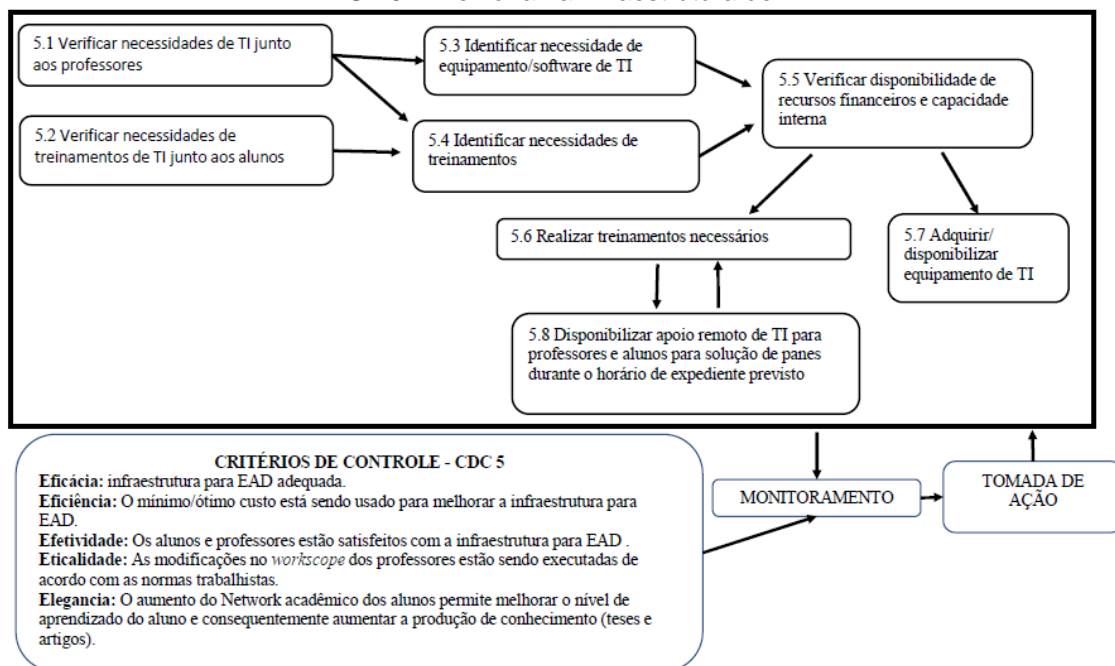 5.1 Verificar necessidades de TI junto
aos professores
5.3 Identificar necessidade de
equipamento/software de TI
5.5 Verificar disponibilidade de
recursos financeiros e capacidade
interna
5.2 Verificar necessidades de
treinamentos de TI junto aos alunos
5.4 Identificar necessidades de
treinamentos
5.6 Realizar treinamentos necessários
5.7 Adquirir/
disponibilizar
equipamento de TI
5.8 Disponibilizar apoio remoto de TI para
professores e alunos para solução de panes
durante o horário de expediente previsto
CRITÉRIOS DE CONTROLE - CDC 5
Eficácia: infraestrutura para EAD adequada.
Eficiência: O mínimo/ótimo custo está sendo usado para melhorar a infraestrutura para
EAD.
Efetividade: Os alunos e professores estão satisfeitos com a infraestrutura para EAD .
Eticalidade: As modificações no workscope dos professores estão sendo executadas de
acordo com as normas trabalhistas.
Elegancia: O aumento do Network acadêmico dos alunos permite melhorar o nível de
aprendizado do aluno e consequentemente aumentar a produção de conhecimento (teses e
artigos).
MONITORAMENTO
TOMADA DE
AÇÃO